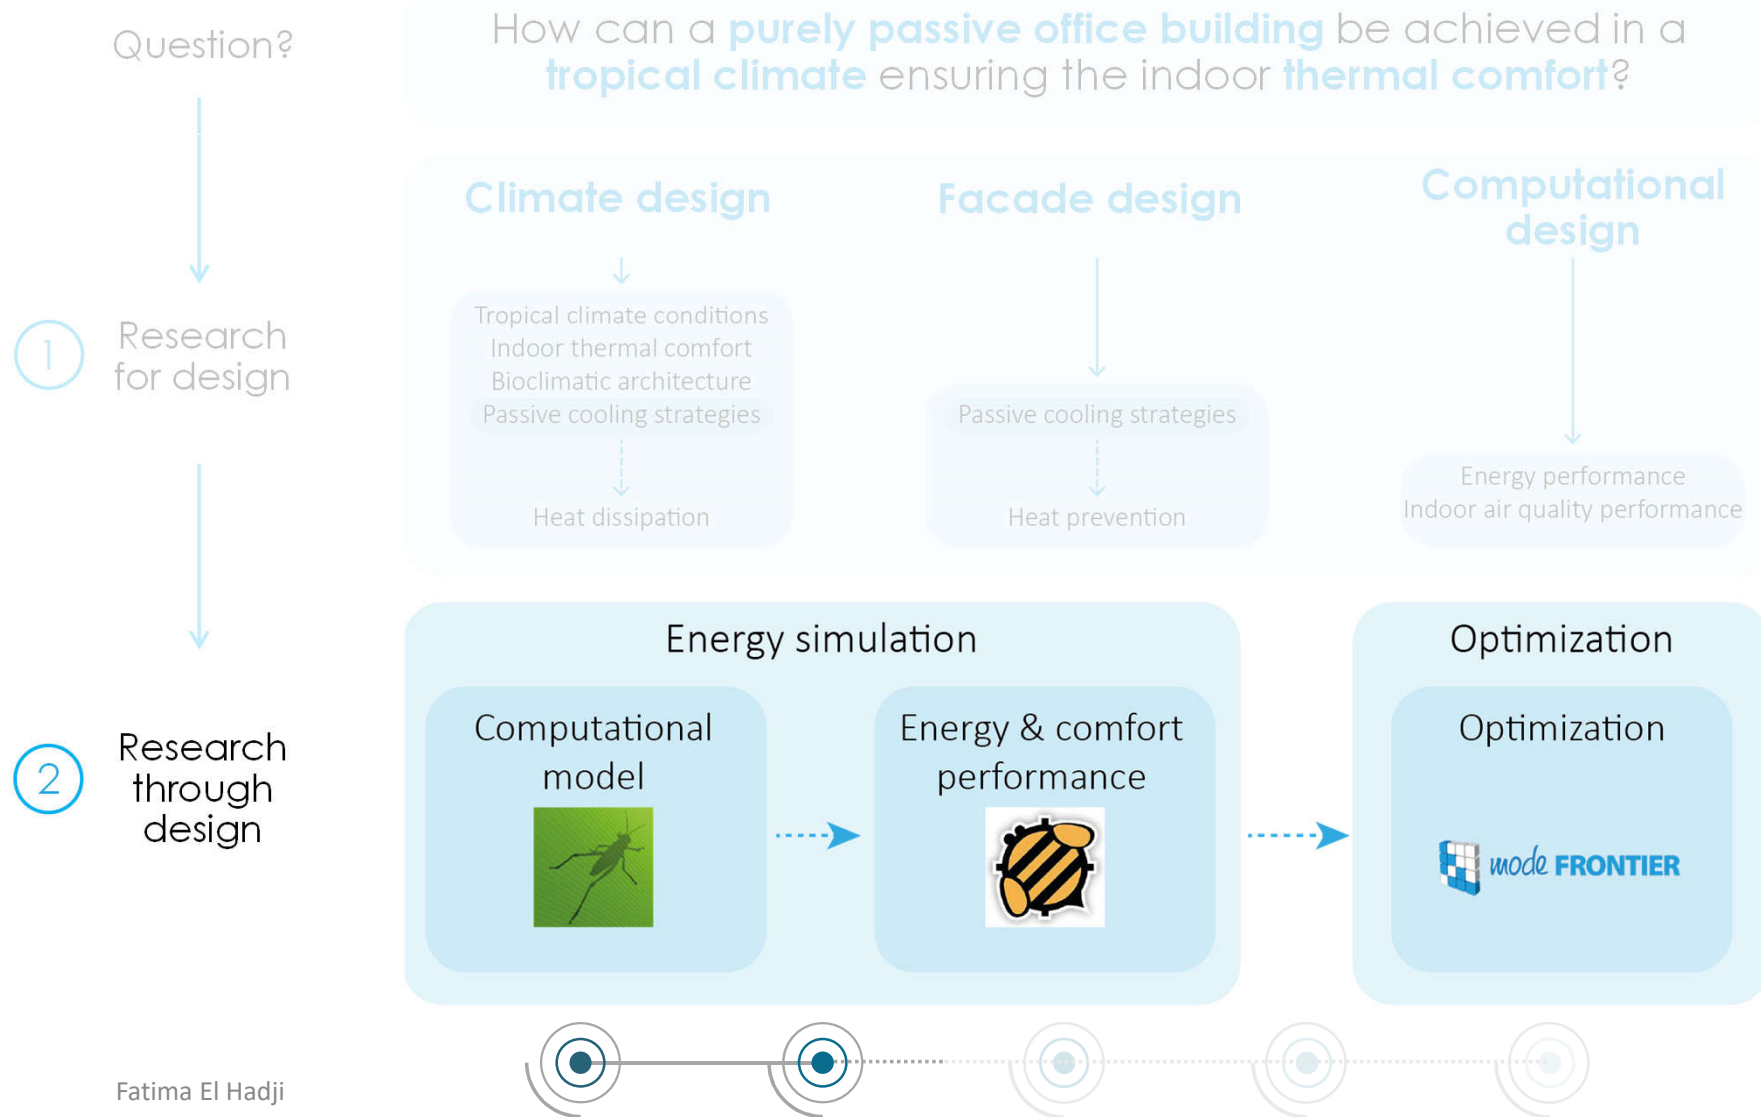 Question?
How can a purely passive office building be achieved in a
tropical climate ensuring the indoor thermal comfort?
Climate design
Facade design
Computational
design
1
Research
for design
Tropical climate conditions
Indoor thermal comfort
Bioclimatic architecture
Passive cooling strategies
Heat dissipation
Passive cooling strategies
Heat prevention
Energy performance
Indoor air quality performance
2
Research
through
design
Energy simulation
Computational
model
Energy & comfort
performance
Optimization
Optimization
mode FRONTIER
Fatima El Hadji